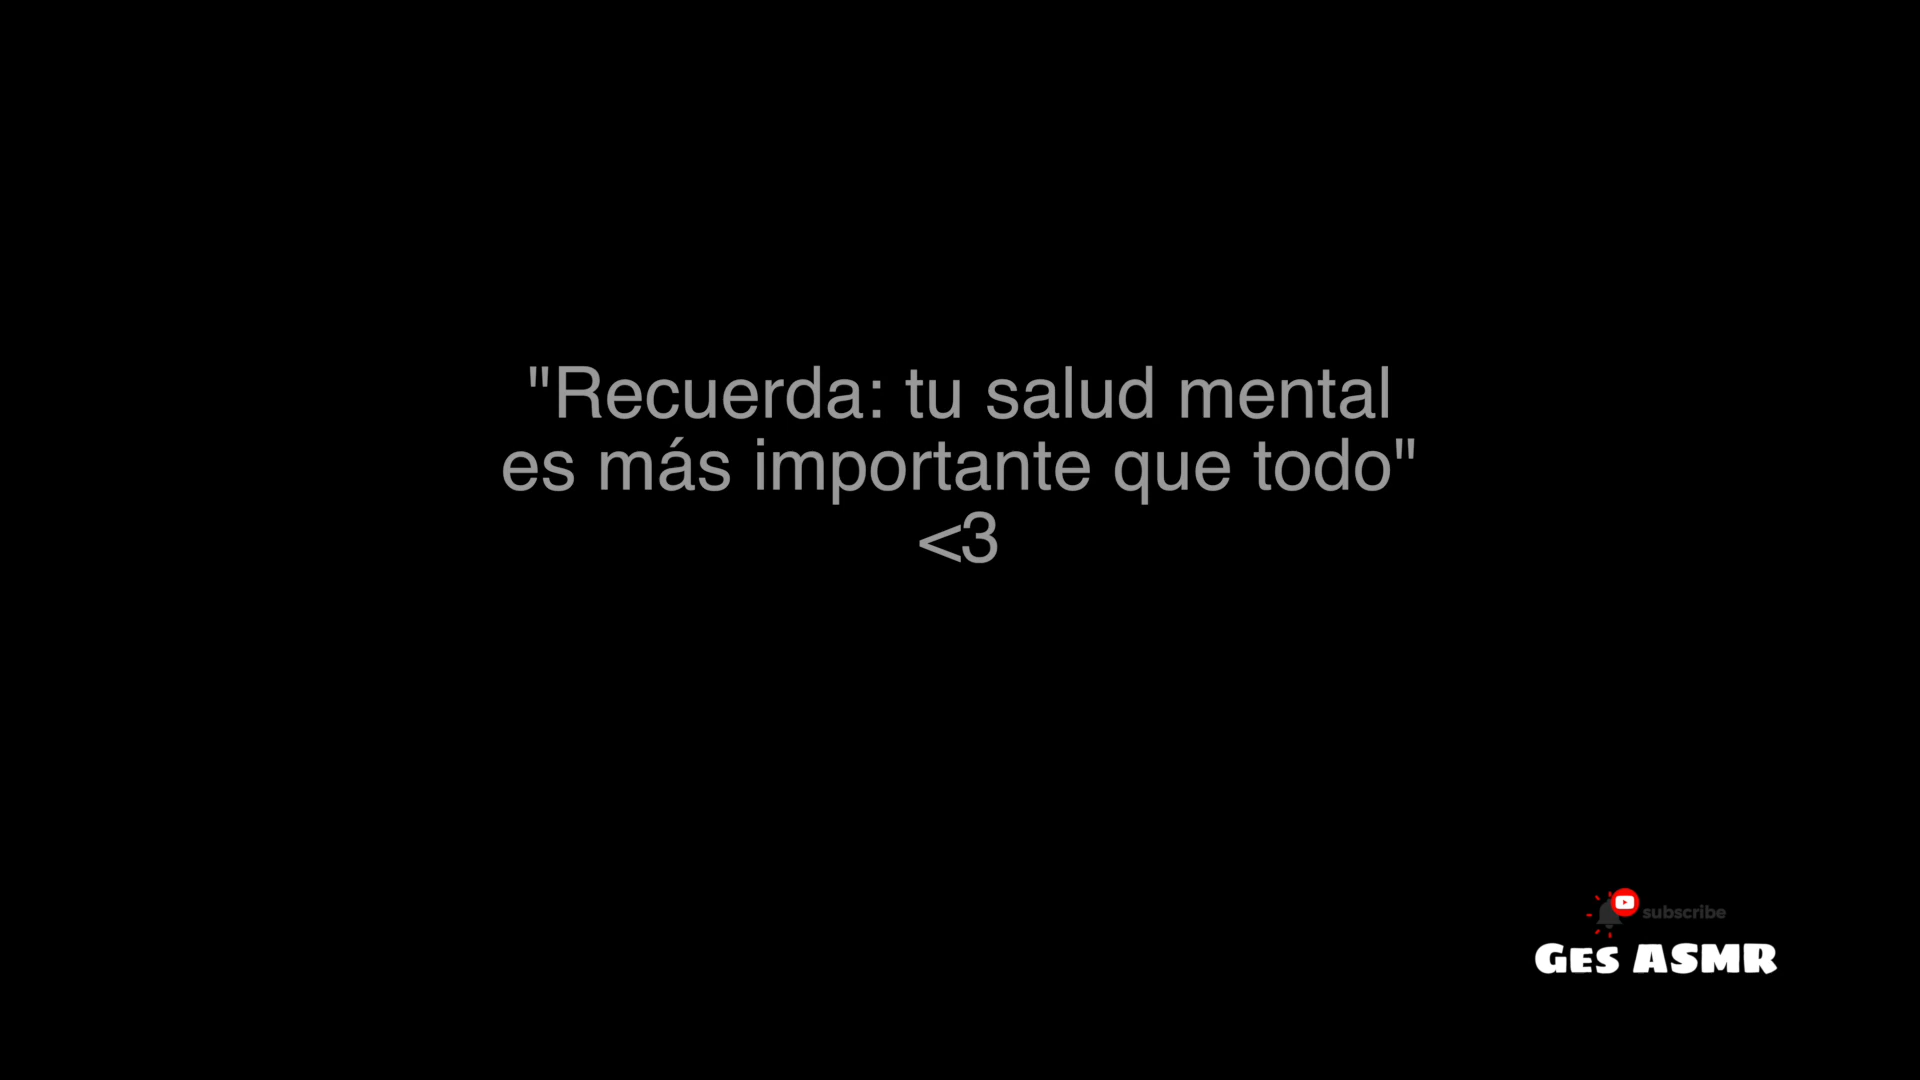 "Recuerda: tu salud mental
es más importante que todo"
<3
subscribe
Ges ASMR